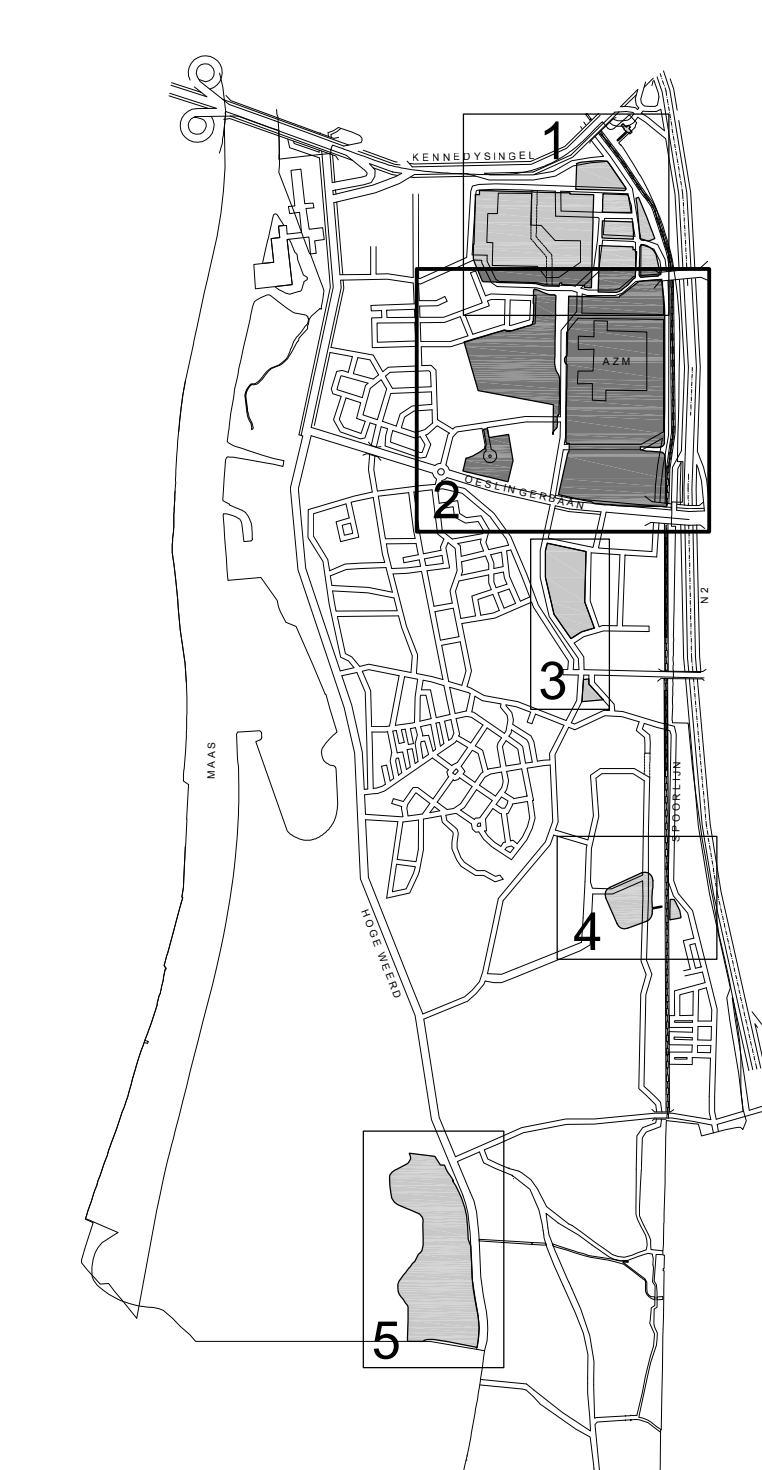 1
KENNEDYSINGEL
AZM
2
OESLINGERBAAN
N2
3
MAAS
SPOORLIJN
4
HOGE WEERD
5